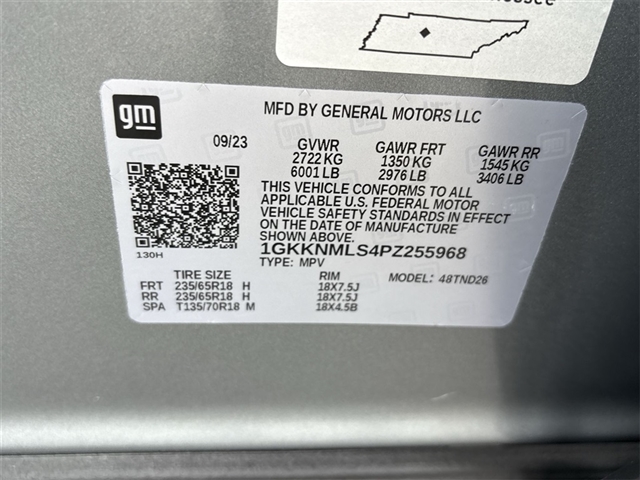 gm
MFD BY GENERAL MOTORS LLC
09/23
GVWR GAWR FRT GAWR RR
2722 KG 1350 KG 1545 KG
6001 LB 2976 LB 3406 LB
THIS VEHICLE CONFORMS TO ALL
APPLICABLE U.S. FEDERAL MOTOR
VEHICLE SAFETY STANDARDS IN EFFECT
ON THE DATE OF MANUFACTURE
SHOWN ABOVE.
130H
1GKKNMLS4PZ255968
TYPE: MPV MODEL: 48TND26
TIRE SIZE RIM
FRT 235/65R18 H 18X7.5J
RR 235/65R18 H 18X7.5J
SPA T135/70R18 M 18X4.5B